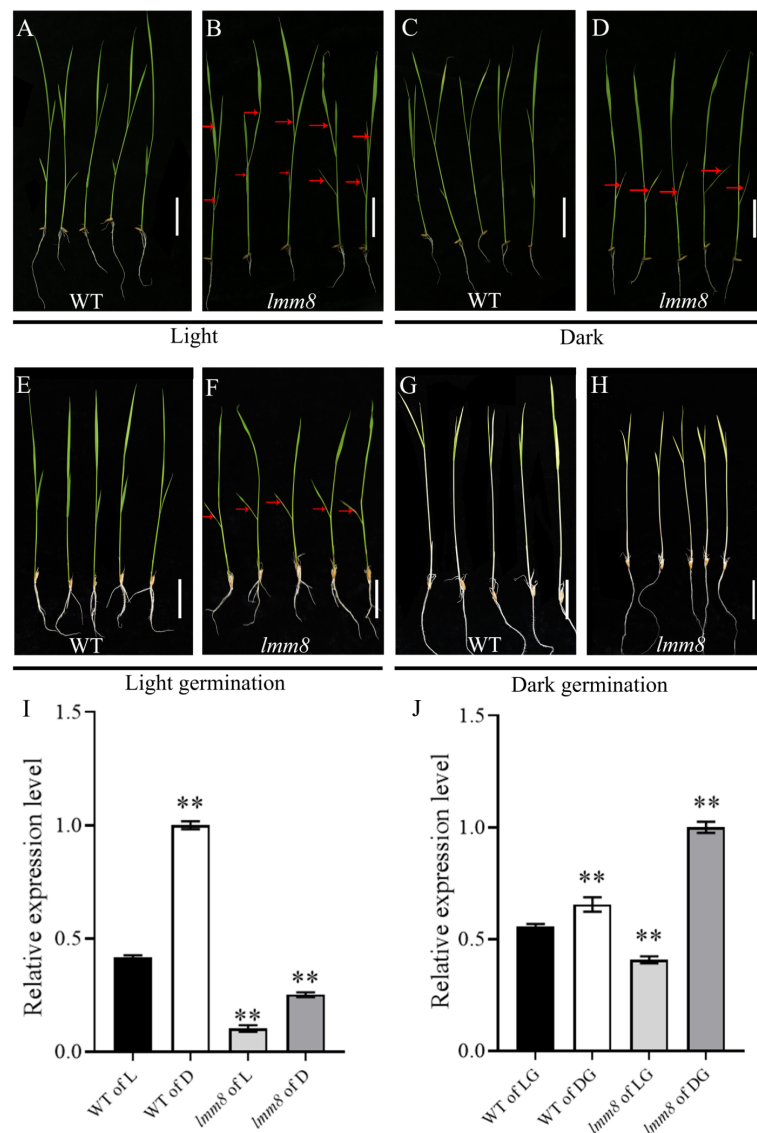 A B C D
WT lmm8 WT lmm8
Light Dark
E F G H
WT lmm8 WT lmm8
Light germination Dark germination
I
1.5
1.0
0.5
0.0
Relative expression level
**
**
**
WT of L
WT of D
lmm8 of L
lmm8 of D
J
1.5
1.0
0.5
0.0
Relative expression level
**
**
**
WT of LG
WT of DG
lmm8 of LG
lmm8 of DG